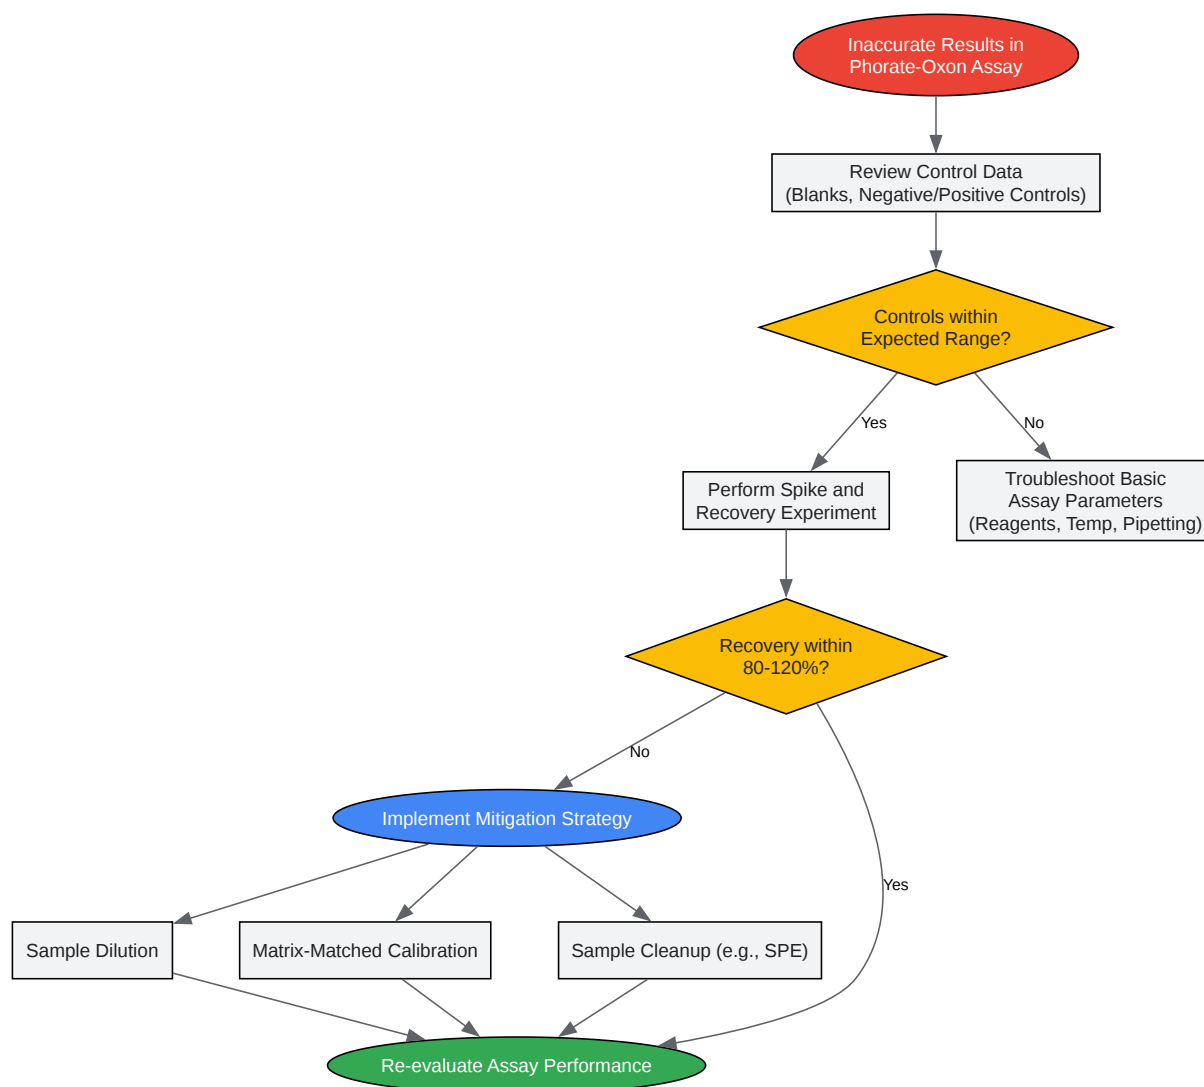 Inaccurate Results in
Phorate-Oxon Assay
Review Control Data
(Blanks, Negative/Positive Controls)
Controls within
Expected Range?
Yes
No
Perform Spike and
Recovery Experiment
Troubleshoot Basic
Assay Parameters
(Reagents, Temp, Pipetting)
Recovery within
80-120%?
No
Implement Mitigation Strategy
Yes
Sample Dilution
Matrix-Matched Calibration
Sample Cleanup (e.g., SPE)
Re-evaluate Assay Performance